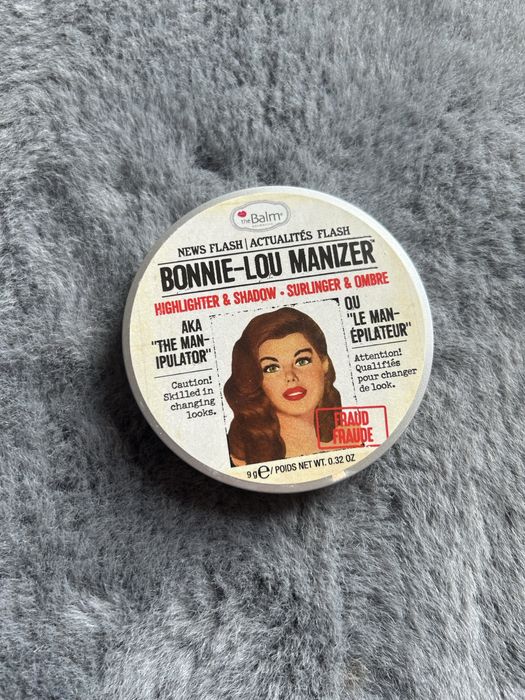 theBalm®
COSMETICS
NEWS FLASH | ACTUALITÉS FLASH
BONNIE-LOU MANIZER™
HIGHLIGHTER & SHADOW • SURLINGER & OMBRE
AKA
"THE MAN-
IPULATOR"
Caution!
Skilled in
changing
looks.
OU
"LE MAN-
ÉPILATEUR"
Attention!
Qualifiés
pour changer
de look.
FRAUD
FRAUDE
9 g e / POIDS NET WT. 0.32 OZ